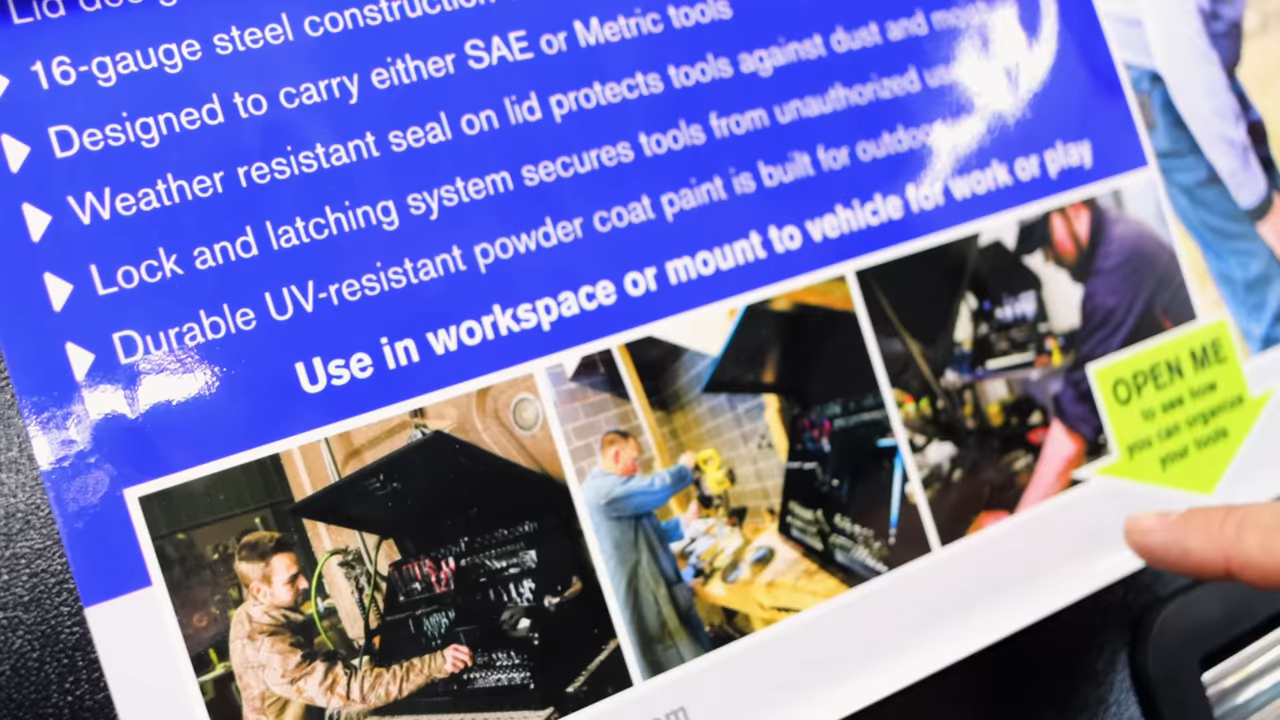 Lid
16-gauge steel construction
Designed to carry either SAE or Metric tools
Weather resistant seal on lid protects tools against dust and
Lock and latching system secures tools from unauthorized
Durable UV-resistant powder coat paint is built for
Use in workspace or mount to vehicle for work or play
OPEN ME
to see how
you can organize
your tools